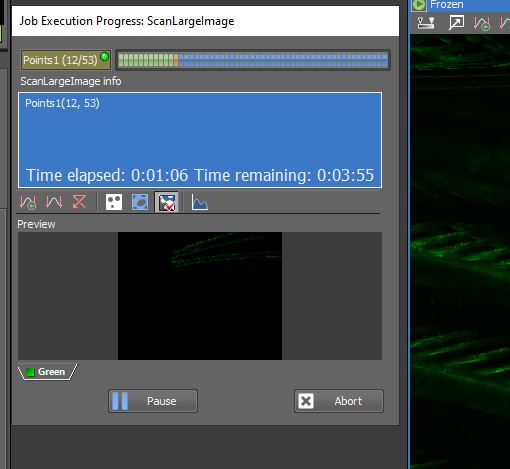 Job Execution Progress: ScanLargeImage
Frozen
Points1 (12/53)
ScanLargeImage info
Points1(12, 53)
Time elapsed: 0:01:06 Time remaining: 0:03:55
Preview
Green
Pause
Abort